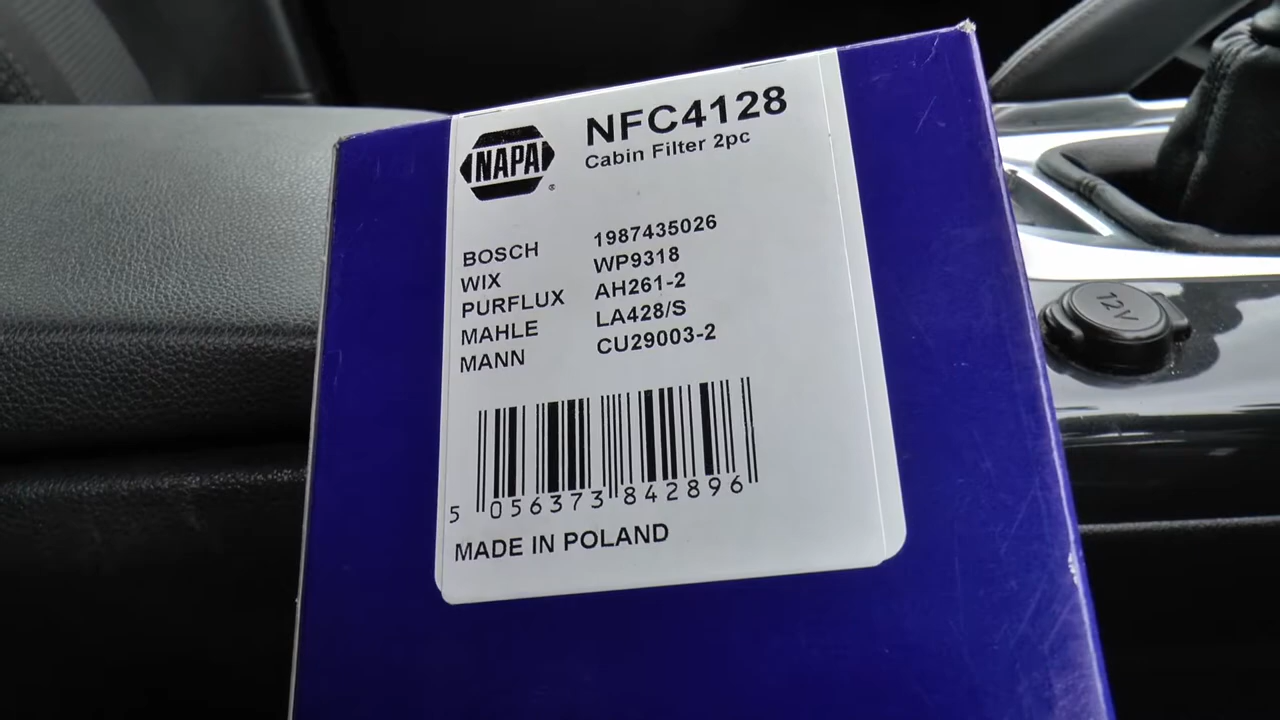 NAPA
®
NFC4128
Cabin Filter 2pc
BOSCH 1987435026
WIX WP9318
PURFLUX AH261-2
MAHLE LA428/S
MANN CU29003-2
5 056373 842896
MADE IN POLAND
12V